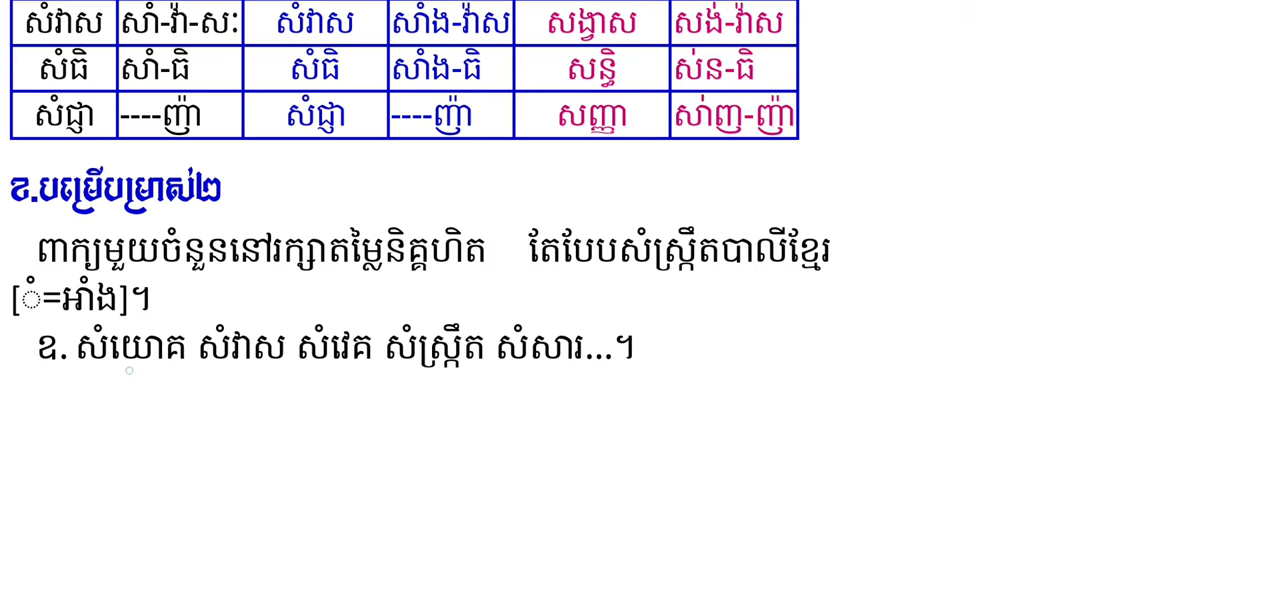 សំវាស សាំ-វ៉ា-សៈ សំវាស សាំង-វ៉ាស សង្វាស សង់-វ៉ាស
សំធិ សាំ-ធិ សំធិ សាំង-ធិ សន្ធិ ស់ន-ធិ
សំជ្ញា ----ញ៉ា សំជ្ញា ----ញ៉ា សញ្ញា សា់ញ-ញ៉ា
ខ.បម្រើបម្រាស់២
ពាក្យមួយចំនួននៅរក្សាតម្លៃនិគ្គហិត តែបែបសំស្ក្រឹតបាលីខ្មែរ
[ំ=អាំង]។
ឧ. សំយោគ សំវាស សំវេគ សំស្ក្រឹត សំសារ...។